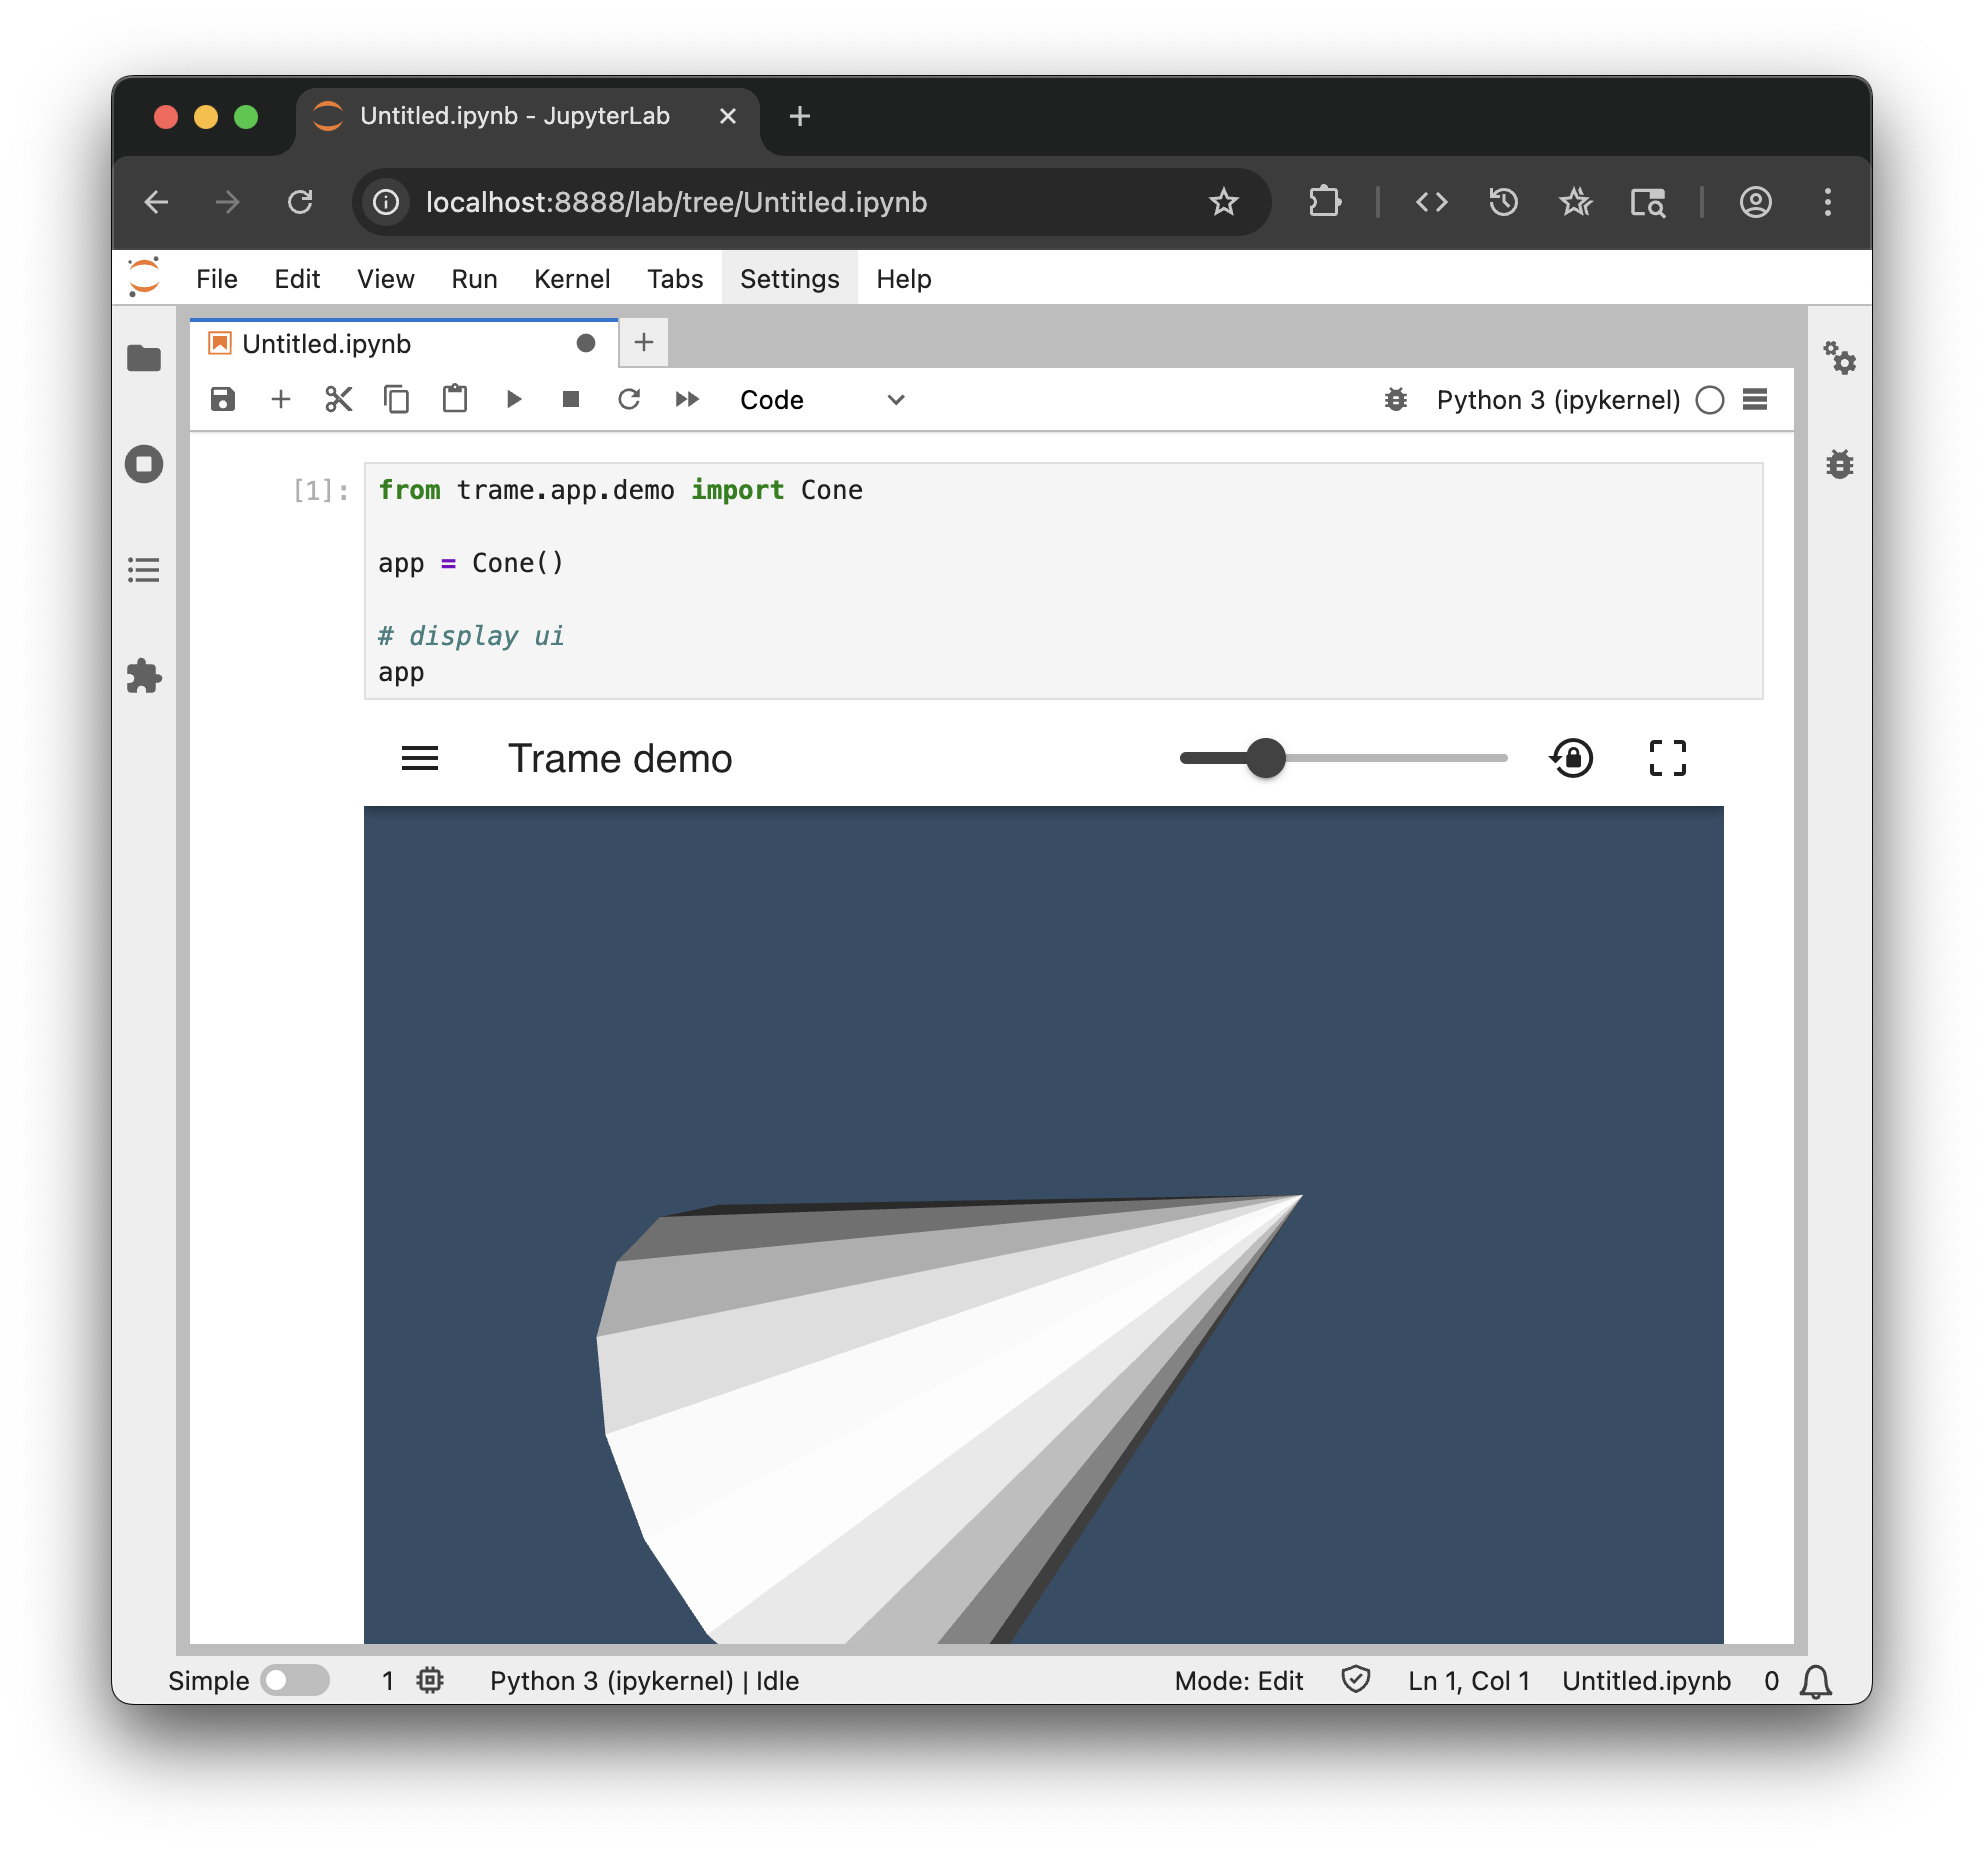 Untitled.ipynb - JupyterLab
localhost:8888/lab/tree/Untitled.ipynb
File Edit View Run Kernel Tabs Settings Help
Untitled.ipynb
Code Python 3 (ipykernel)
[1]: from trame.app.demo import Cone
app = Cone()
# display ui
app
Trame demo
Simple 1 Python 3 (ipykernel) | Idle Mode: Edit Ln 1, Col 1 Untitled.ipynb 0